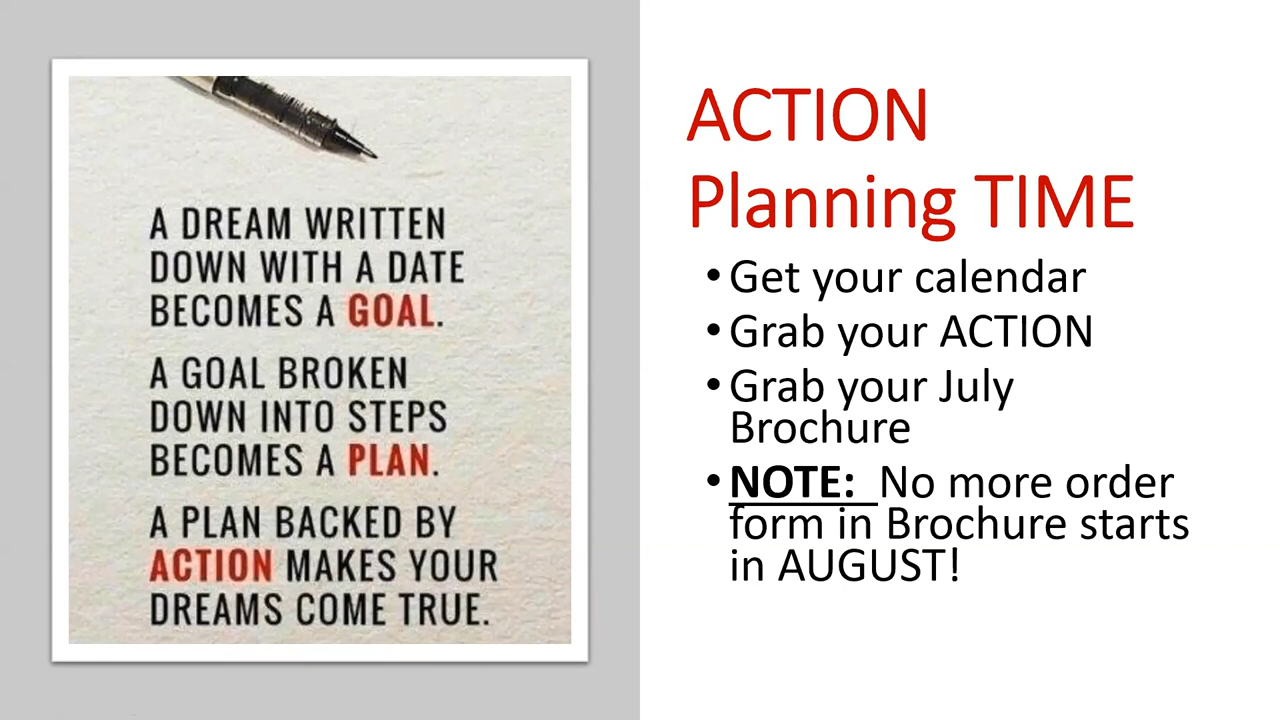 A DREAM WRITTEN
DOWN WITH A DATE
BECOMES A GOAL.
A GOAL BROKEN
DOWN INTO STEPS
BECOMES A PLAN.
A PLAN BACKED BY
ACTION MAKES YOUR
DREAMS COME TRUE.
ACTION
Planning TIME
• Get your calendar
• Grab your ACTION
• Grab your July
Brochure
• NOTE: No more order
form in Brochure starts
in AUGUST!